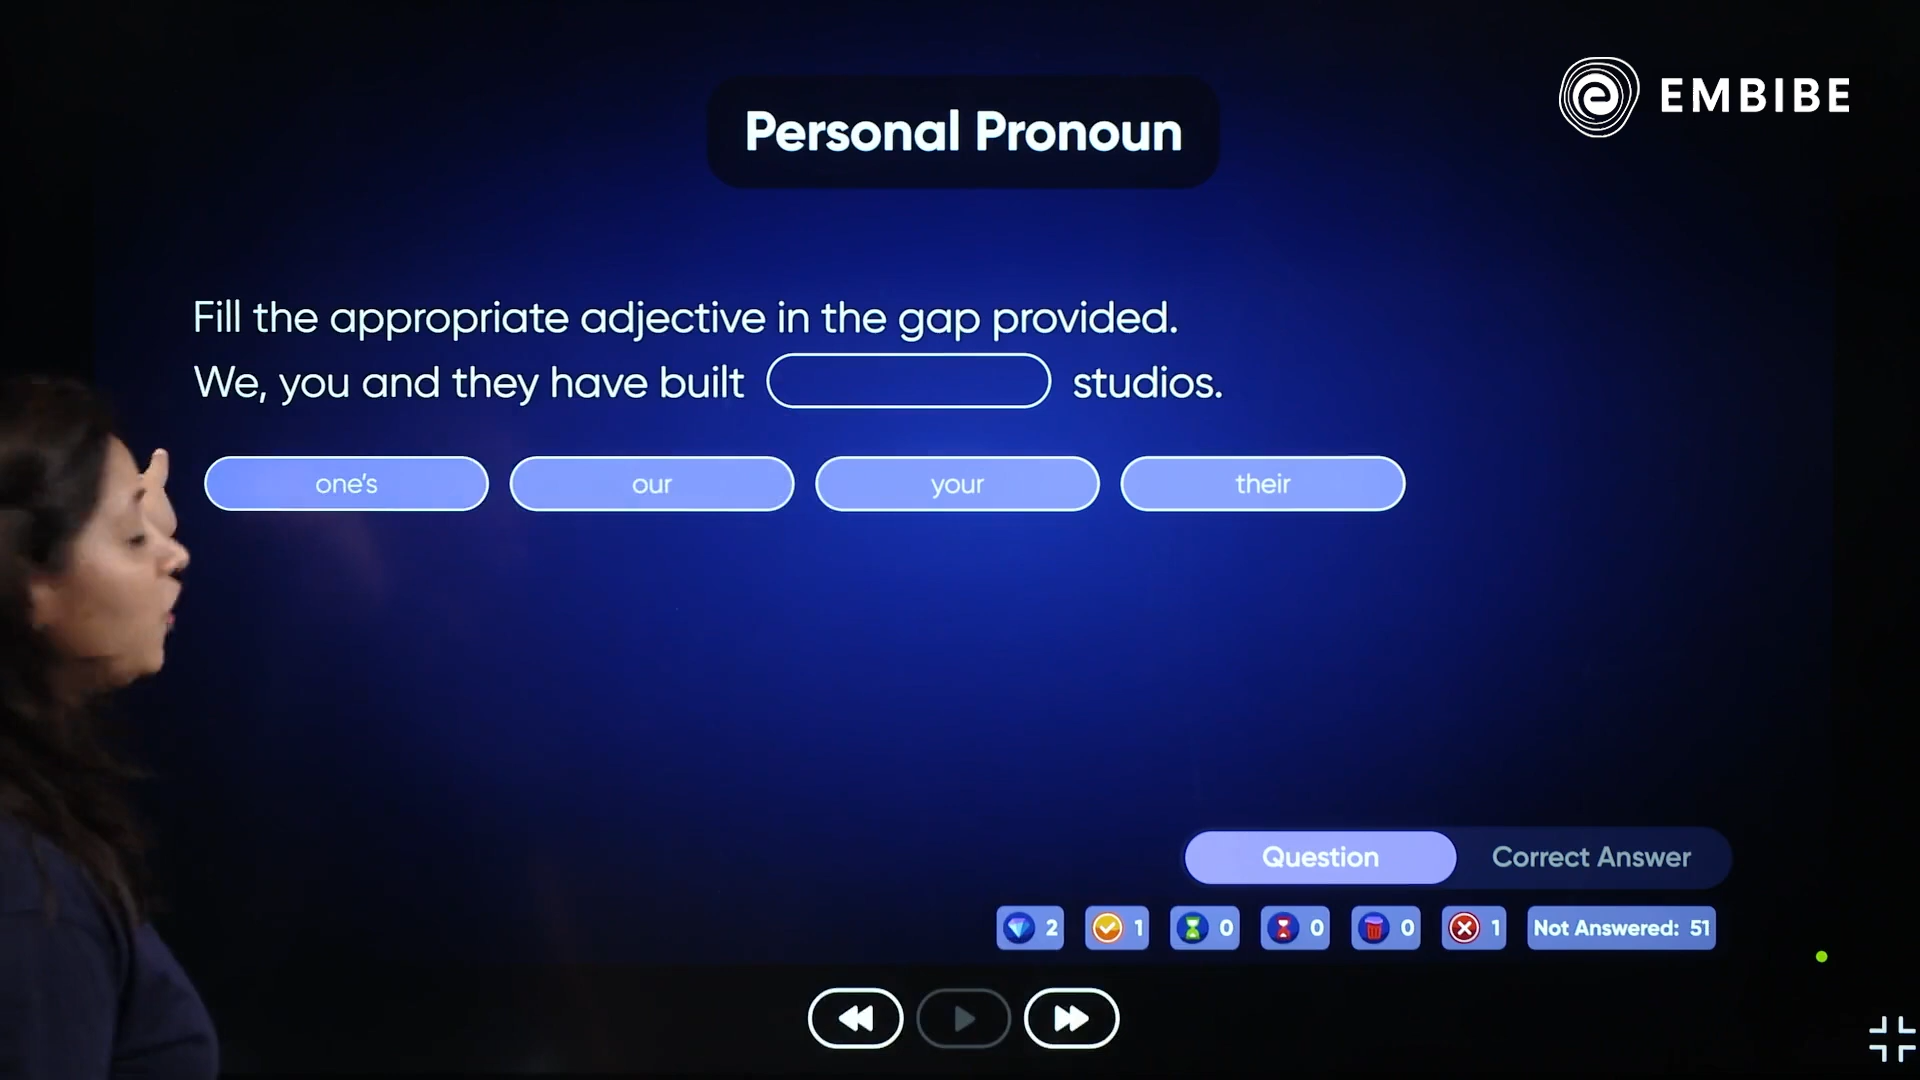 EMBIBE
Personal Pronoun
Fill the appropriate adjective in the gap provided.
We, you and they have built studios.
one's our your their
Question Correct Answer
2 1 0 0 0 1 Not Answered: 51